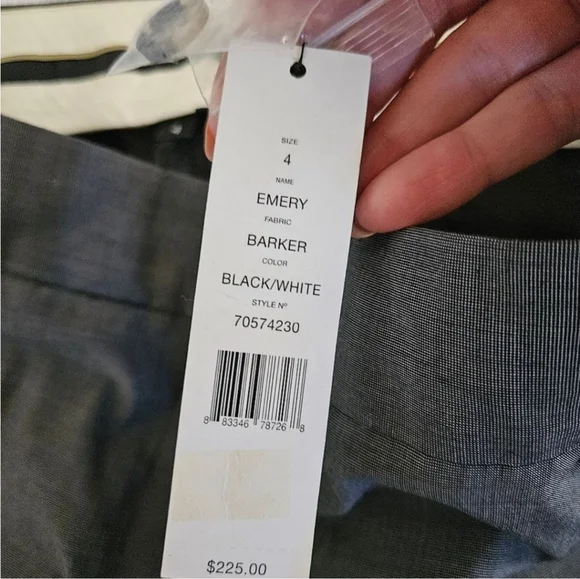 SIZE
4
NAME
EMERY
FABRIC
BARKER
COLOR
BLACK/WHITE
STYLE Nº
70574230
8 83346 78726 8
$225.00